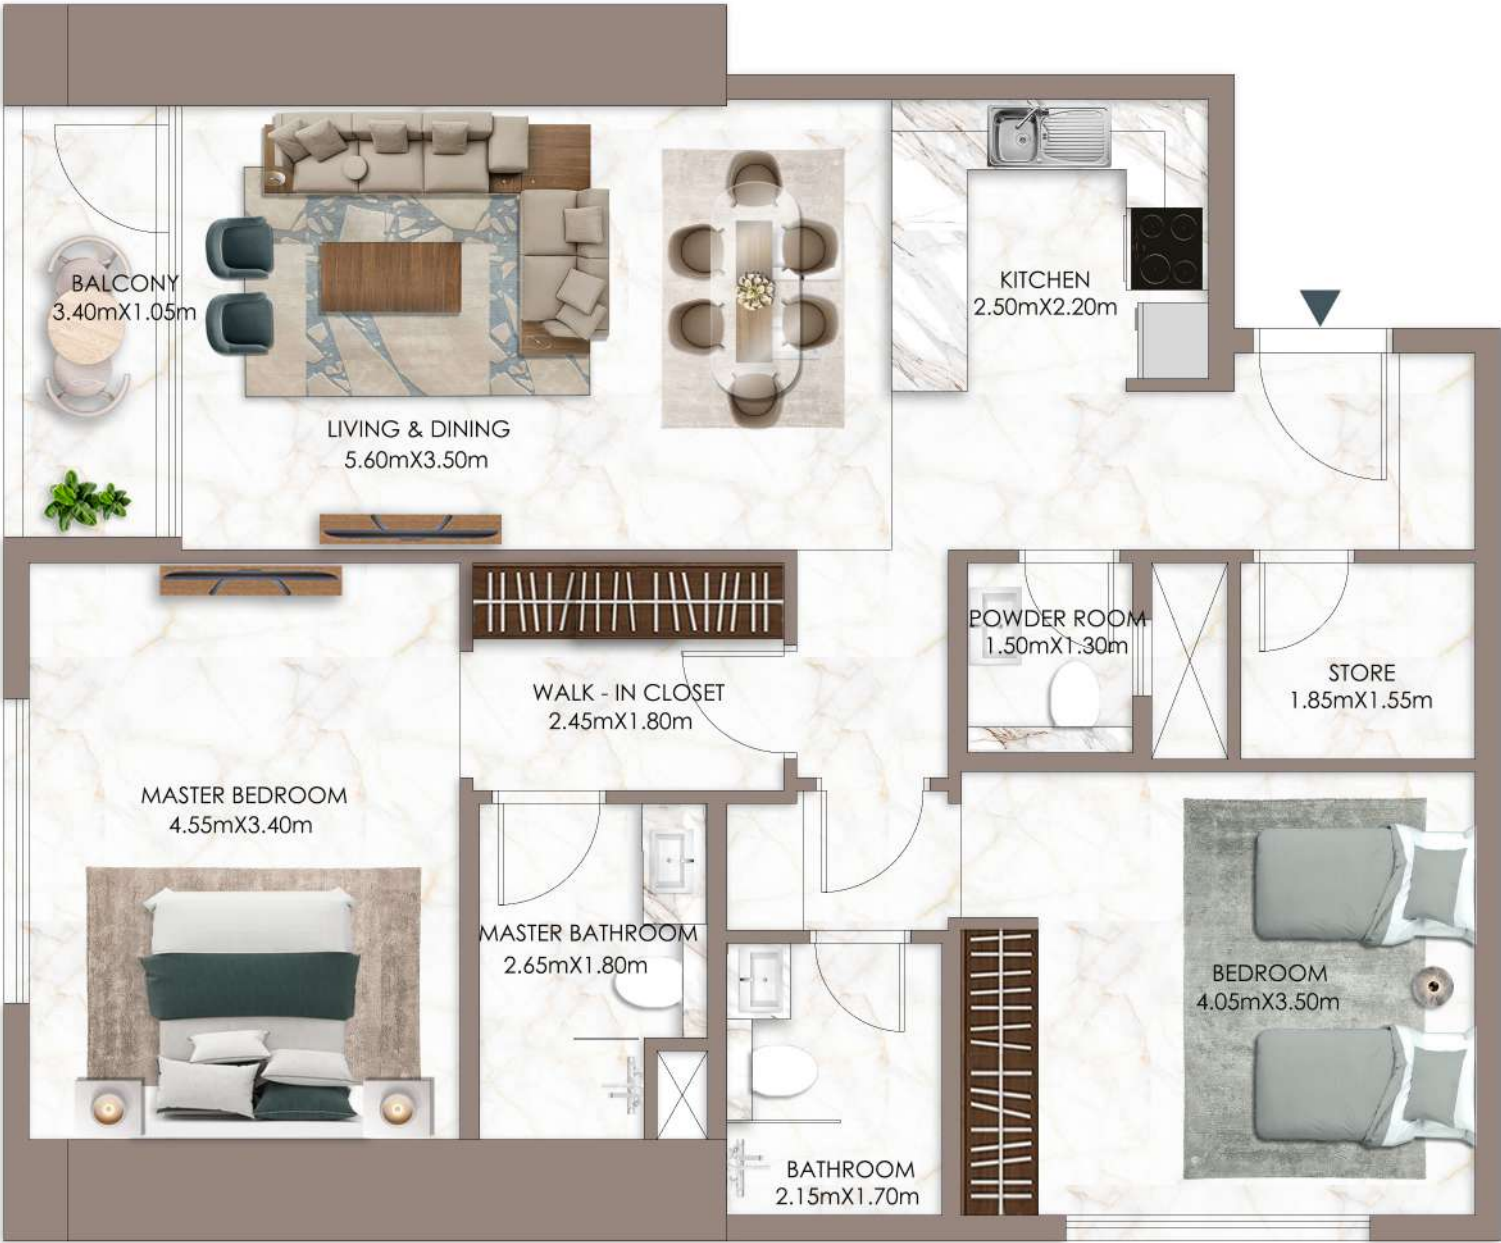 BALCONY
3.40mX1.05m
LIVING & DINING
5.60mX3.50m
KITCHEN
2.50mX2.20m
POWDER ROOM
1.50mX1.30m
STORE
1.85mX1.55m
WALK - IN CLOSET
2.45mX1.80m
MASTER BEDROOM
4.55mX3.40m
MASTER BATHROOM
2.65mX1.80m
BEDROOM
4.05mX3.50m
BATHROOM
2.15mX1.70m